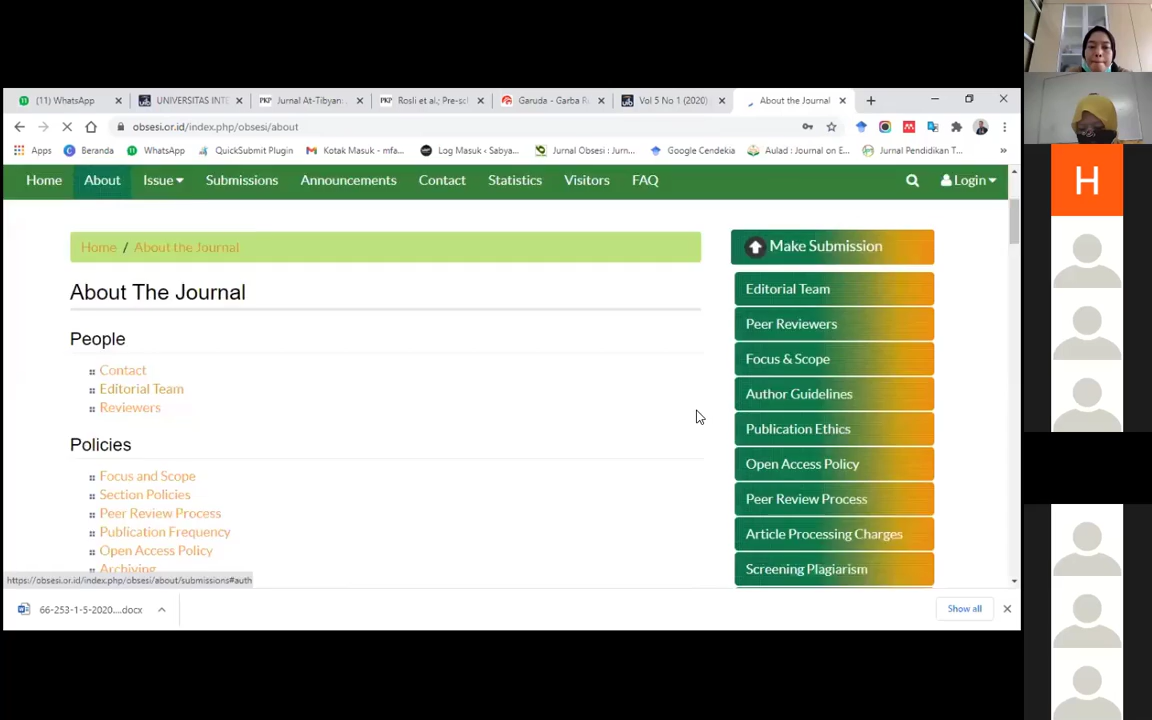 (11) WhatsApp
UNIVERSITAS INTE
Jurnal At-Tibyan:
Rosli et al.; Pre-scl
Garuda - Garba R
Vol 5 No 1 (2020)
About the Journal
obsesi.or.id/index.php/obsesi/about
Apps
Beranda
WhatsApp
QuickSubmit Plugin
Kotak Masuk - mfa...
Log Masuk ‹ Sabya...
Jurnal Obsesi : Jurn...
Google Cendekia
Aulad : Journal on E...
Jurnal Pendidikan T...
Home About Issue Submissions Announcements Contact Statistics Visitors FAQ Login
Home / About the Journal
About The Journal
People
Contact
Editorial Team
Reviewers
Policies
Focus and Scope
Section Policies
Peer Review Process
Publication Frequency
Open Access Policy
Archiving
Make Submission
Editorial Team
Peer Reviewers
Focus & Scope
Author Guidelines
Publication Ethics
Open Access Policy
Peer Review Process
Article Processing Charges
Screening Plagiarism
https://obsesi.or.id/index.php/obsesi/about/submissions#auth
66-253-1-5-2020....docx
Show all
H